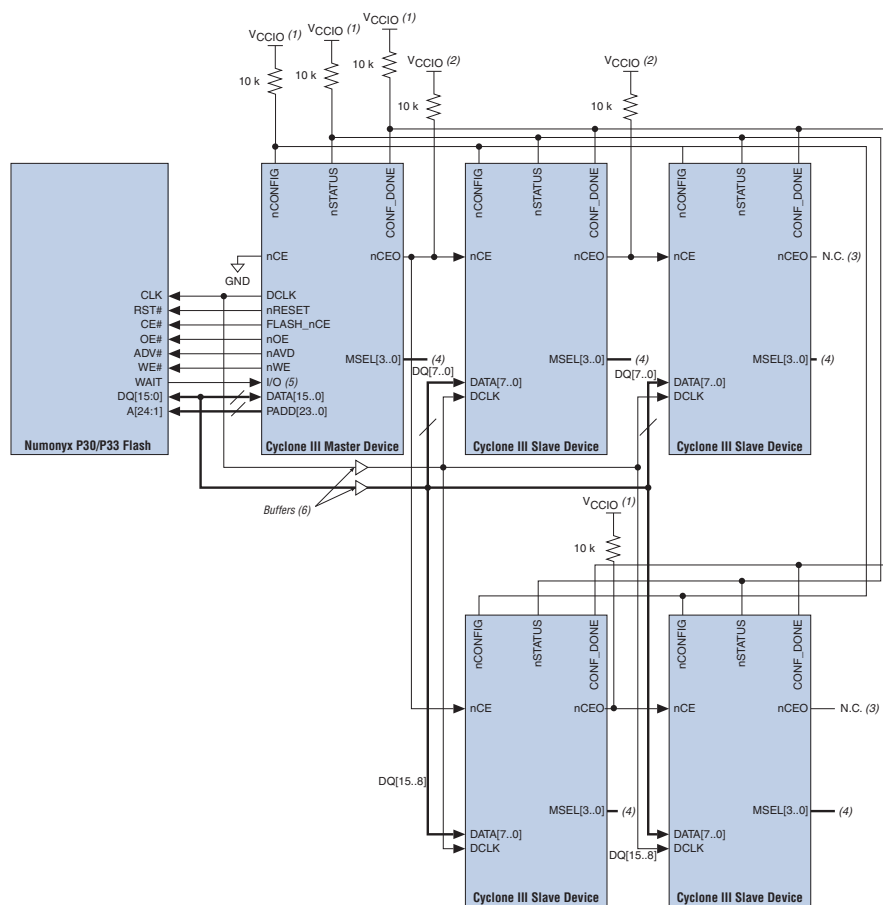 VCCIO (1)
VCCIO (1)
VCCIO (1)
VCCIO (2)
VCCIO (2)
10 k
10 k
10 k
10 k
10 k
nCONFIG
nSTATUS
CONF_DONE
nCONFIG
nSTATUS
CONF_DONE
nCONFIG
nSTATUS
CONF_DONE
nCE
nCEO
nCE
nCEO
nCE
nCEO
N.C. (3)
GND
CLK
RST#
CE#
OE#
ADV#
WE#
WAIT
DQ[15:0]
A[24:1]
DCLK
nRESET
FLASH_nCE
nOE
nAVD
nWE
I/O (5)
DATA[15..0]
PADD[23..0]
MSEL[3..0]
(4)
DQ[7..0]
DATA[7..0]
DCLK
MSEL[3..0]
(4)
DQ[7..0]
DATA[7..0]
DCLK
MSEL[3..0]
(4)
Numonyx P30/P33 Flash
Cyclone III Master Device
Cyclone III Slave Device
Cyclone III Slave Device
Buffers (6)
VCCIO (1)
10 k
nCONFIG
nSTATUS
CONF_DONE
nCONFIG
nSTATUS
CONF_DONE
nCE
nCEO
nCE
nCEO
N.C. (3)
DQ[15..8]
MSEL[3..0]
(4)
MSEL[3..0]
(4)
DATA[7..0]
DCLK
DQ[15..8]
DATA[7..0]
DCLK
Cyclone III Slave Device
Cyclone III Slave Device